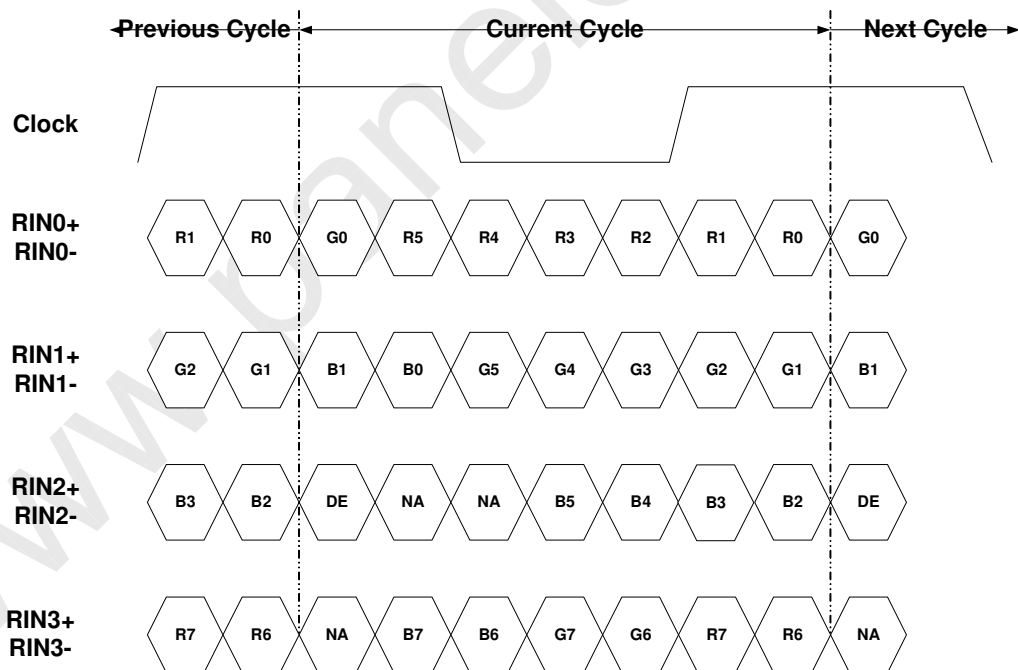 Previous Cycle Current Cycle Next Cycle
Clock
RIN0+
RIN0-
R1 R0 G0 R5 R4 R3 R2 R1 R0 G0
RIN1+
RIN1-
G2 G1 B1 B0 G5 G4 G3 G2 G1 B1
RIN2+
RIN2-
B3 B2 DE NA NA B5 B4 B3 B2 DE
RIN3+
RIN3-
R7 R6 NA B7 B6 G7 G6 R7 R6 NA